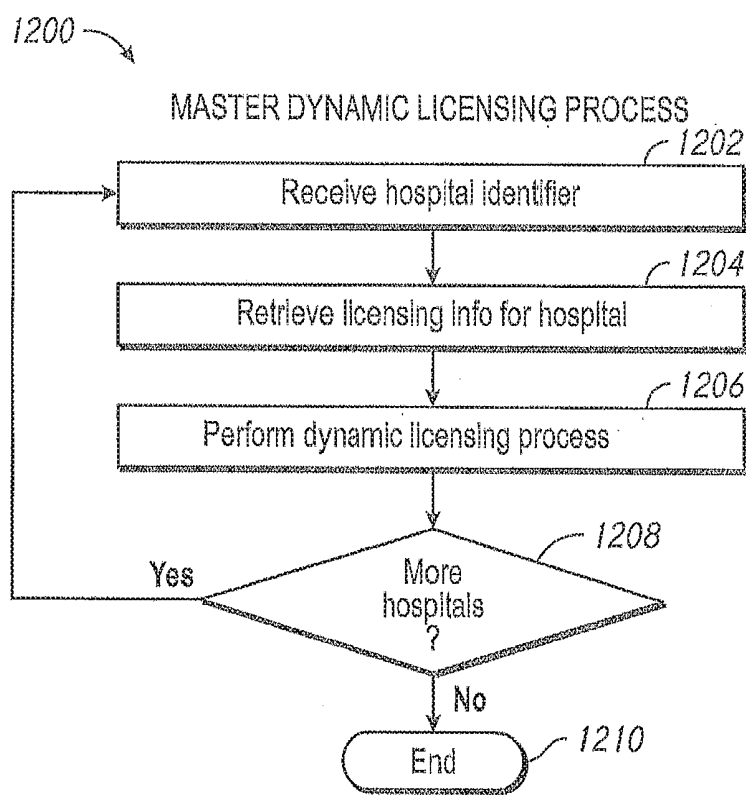 1200
MASTER DYNAMIC LICENSING PROCESS
1202
Receive hospital identifier
1204
Retrieve licensing info for hospital
1206
Perform dynamic licensing process
1208
Yes
More
hospitals
?
No
End
1210